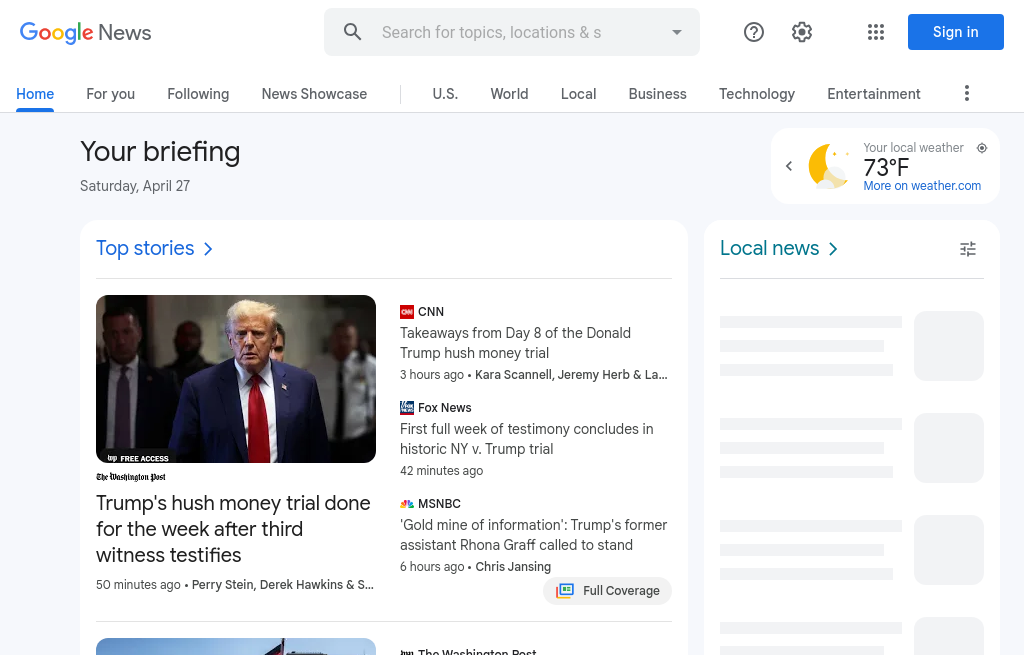 Google News
Search for topics, locations & s
Sign in
Home
For you
Following
News Showcase
U.S.
World
Local
Business
Technology
Entertainment
Your briefing
Saturday, April 27
Your local weather
73°F
More on weather.com
Top stories
Local news
wp FREE ACCESS
The Washington Post
Trump's hush money trial done
for the week after third
witness testifies
50 minutes ago • Perry Stein, Derek Hawkins & S...
CNN
Takeaways from Day 8 of the Donald
Trump hush money trial
3 hours ago • Kara Scannell, Jeremy Herb & La...
Fox News
First full week of testimony concludes in
historic NY v. Trump trial
42 minutes ago
MSNBC
'Gold mine of information': Trump's former
assistant Rhona Graff called to stand
6 hours ago • Chris Jansing
Full Coverage
wp The Washington Post